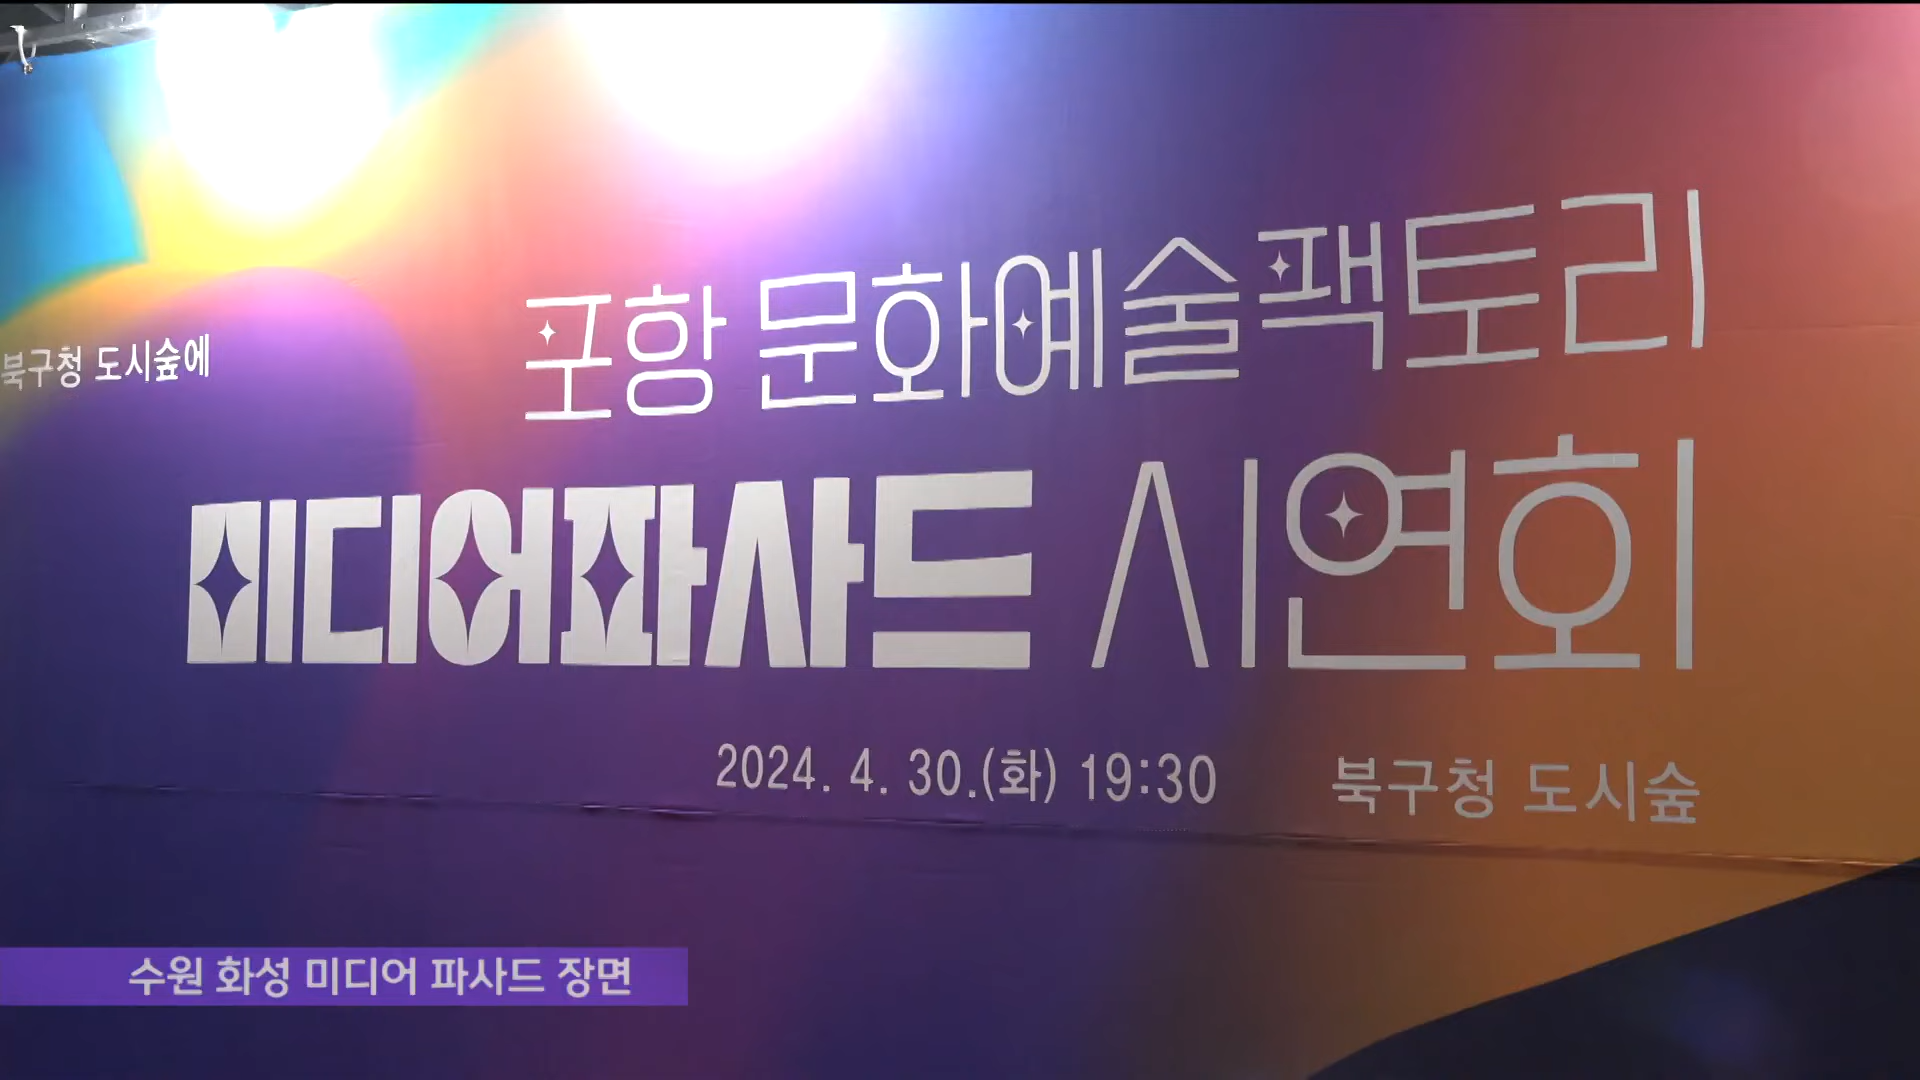 포항 문화예술팩토리
북구청 도시숲에
미디어파사드 시연회
2024. 4. 30.(화) 19:30 북구청 도시숲
수원 화성 미디어 파사드 장면